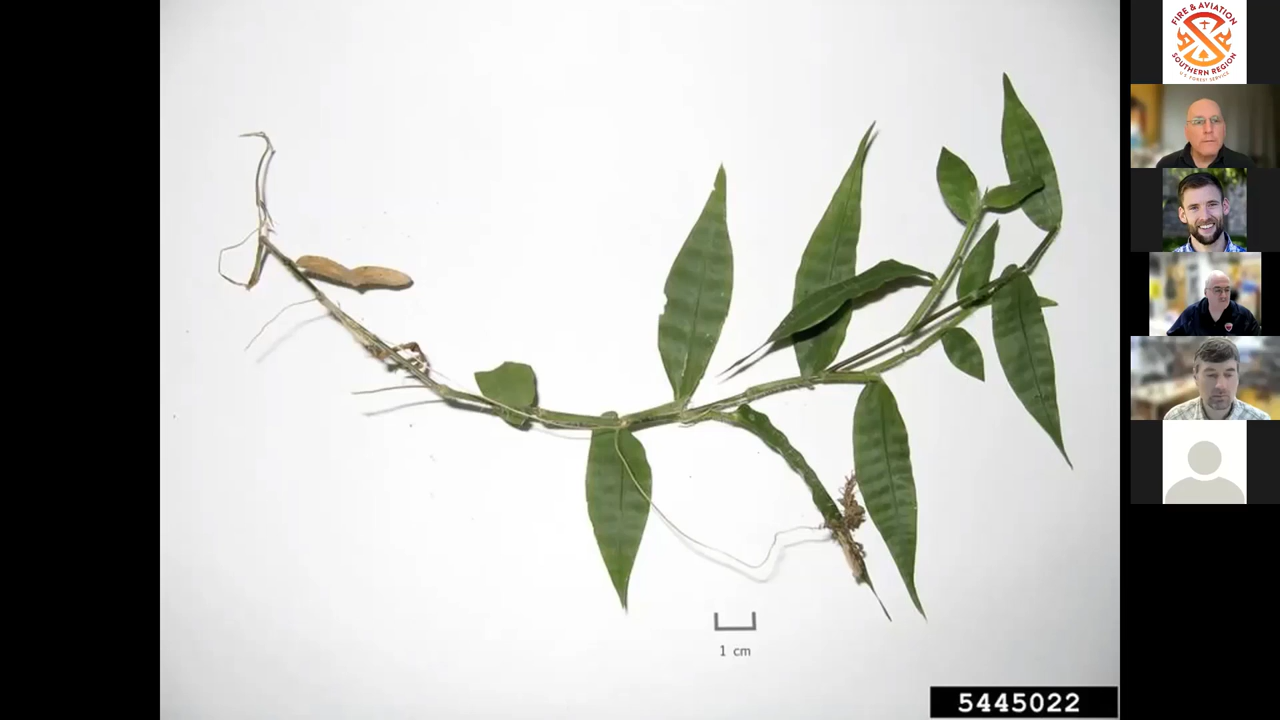 1 cm
5445022
FIRE & AVIATION
SOUTHERN REGION
U.S. FOREST SERVICE